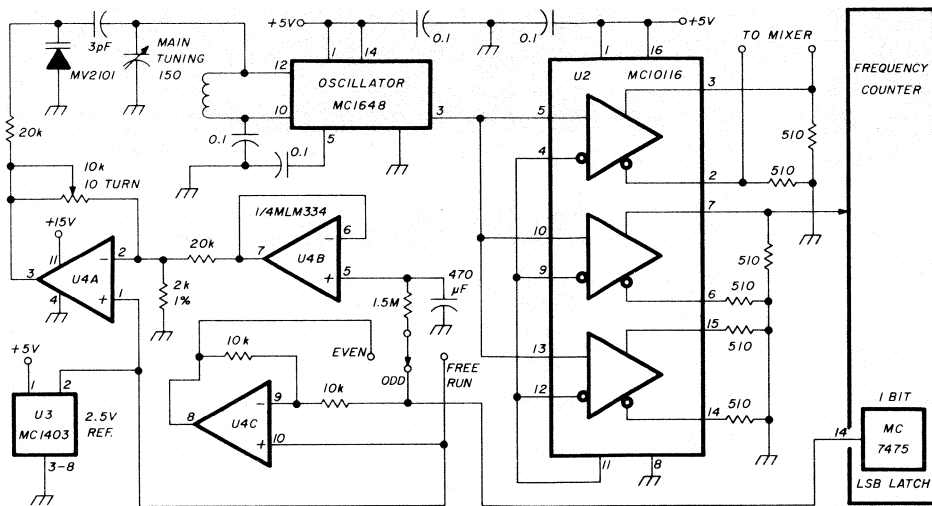 +5V
+5V
0.1
0.1
TO MIXER
3pF
MAIN
TUNING
150
MV2101
1
14
12
OSCILLATOR
MC1648
10
3
5
0.1
0.1
1
16
U2
MC10116
5
4
3
2
510
510
FREQUENCY
COUNTER
20k
10k
10 TURN
+15V
11
2
3
U4A
4
1
-
+
20k
2k
1%
1/4MLM334
7
U4B
6
5
-
+
470
µF
1.5M
10
9
7
6
510
510
+5V
1
2
U3
MC1403
2.5V
REF.
3-8
10k
EVEN
ODD
FREE
RUN
8
U4C
9
10
-
+
10k
13
12
15
14
510
510
11
8
1 BIT
14
MC
7475
LSB LATCH